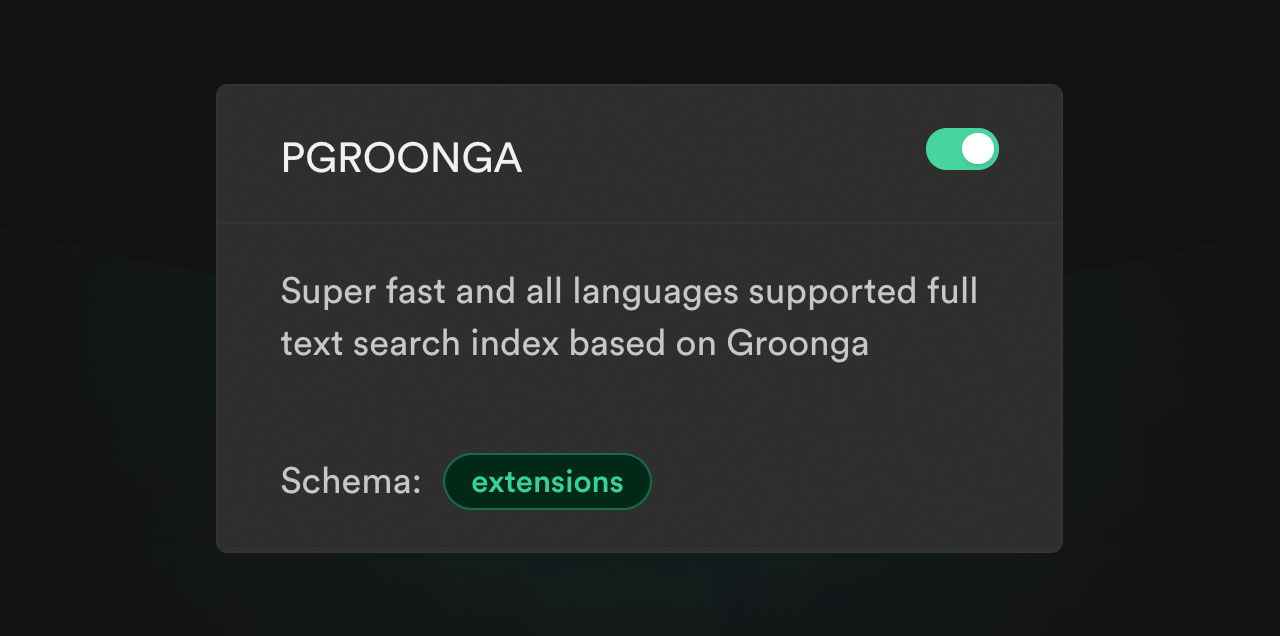 PGROONGA
Super fast and all languages supported full
text search index based on Groonga
Schema: extensions